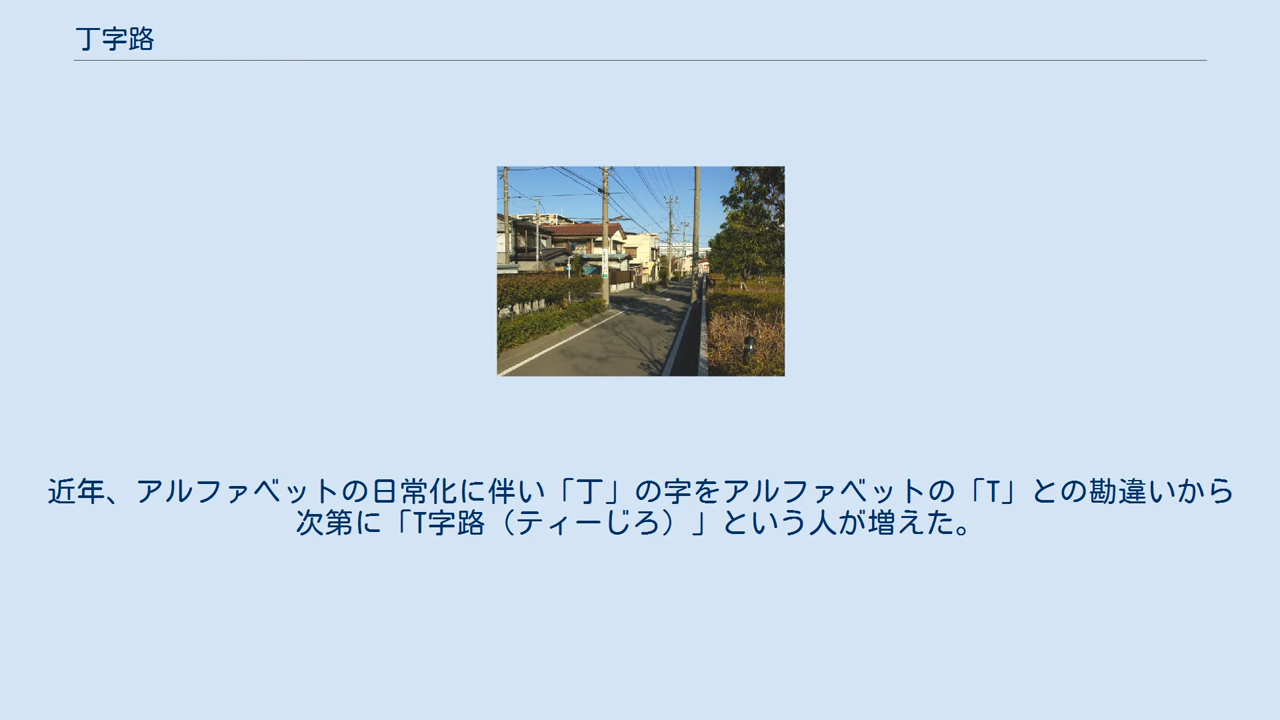 丁字路
近年、アルファベットの日常化に伴い「丁」の字をアルファベットの「T」との勘違いから
次第に「T字路（ティーじろ）」という人が増えた。